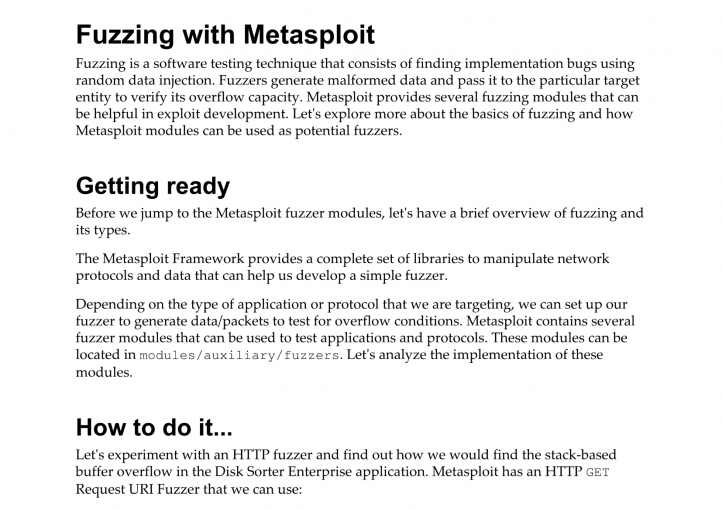 Fuzzing with Metasploit
Fuzzing is a software testing technique that consists of finding implementation bugs using
random data injection. Fuzzers generate malformed data and pass it to the particular target
entity to verify its overflow capacity. Metasploit provides several fuzzing modules that can
be helpful in exploit development. Let's explore more about the basics of fuzzing and how
Metasploit modules can be used as potential fuzzers.
Getting ready
Before we jump to the Metasploit fuzzer modules, let's have a brief overview of fuzzing and
its types.
The Metasploit Framework provides a complete set of libraries to manipulate network
protocols and data that can help us develop a simple fuzzer.
Depending on the type of application or protocol that we are targeting, we can set up our
fuzzer to generate data/packets to test for overflow conditions. Metasploit contains several
fuzzer modules that can be used to test applications and protocols. These modules can be
located in modules/auxiliary/fuzzers. Let's analyze the implementation of these
modules.
How to do it...
Let's experiment with an HTTP fuzzer and find out how we would find the stack-based
buffer overflow in the Disk Sorter Enterprise application. Metasploit has an HTTP GET
Request URI Fuzzer that we can use: